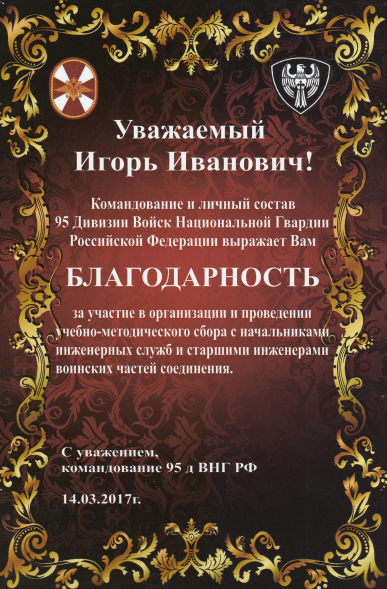 Уважаемый
Игорь Иванович!
Командование и личный состав
95 Дивизии Войск Национальной Гвардии
Российской Федерации выражает Вам
БЛАГОДАРНОСТЬ
за участие в организации и проведении
учебно-методического сбора с начальниками
инженерных служб и старшими инженерами
воинских частей соединения.
С уважением,
командование 95 д ВНГ РФ
14.03.2017г.